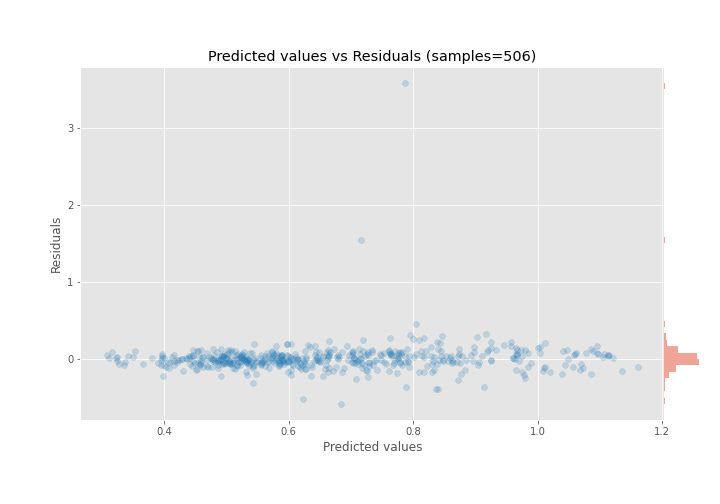 Predicted values vs Residuals (samples=506)
Residuals
3
2
1
0
0.4 0.6 0.8 1.0 1.2
Predicted values